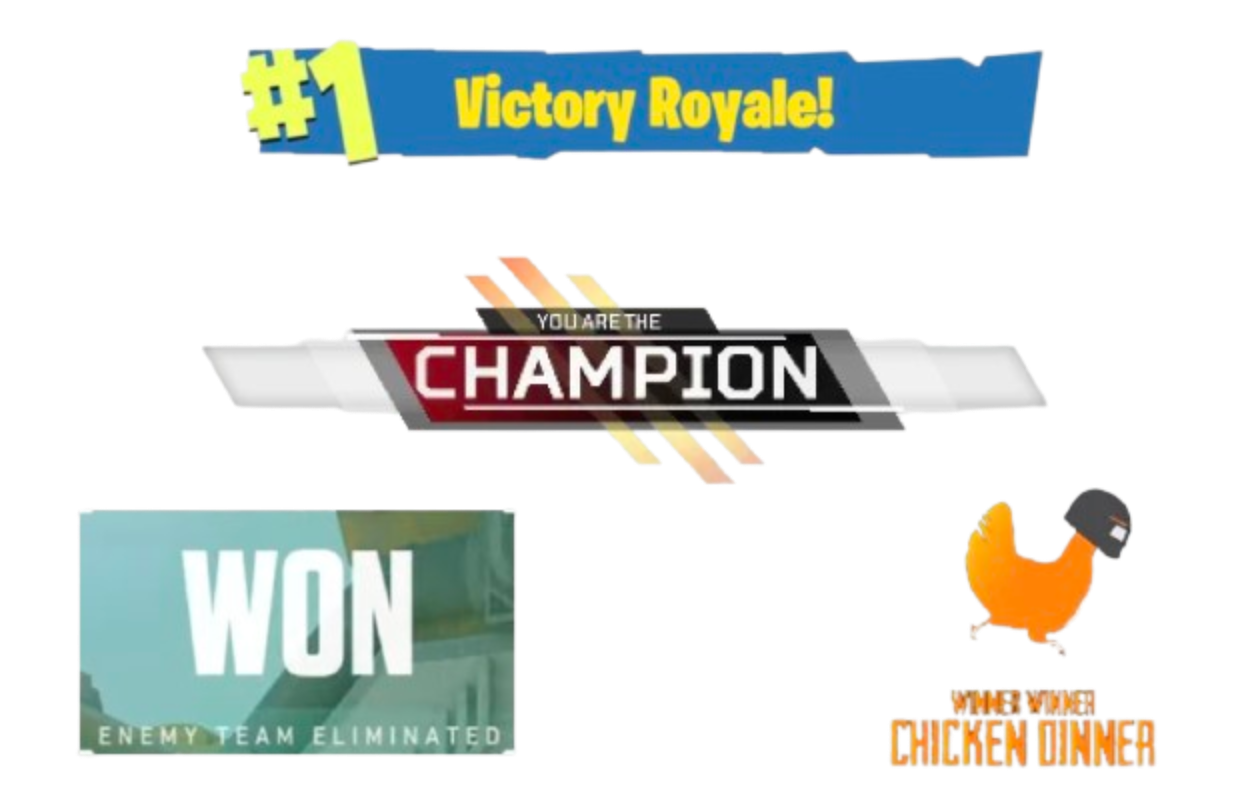 #1 Victory Royale!
YOU ARE THE
CHAMPION
WON
ENEMY TEAM ELIMINATED
WINNER WINNER
CHICKEN DINNER